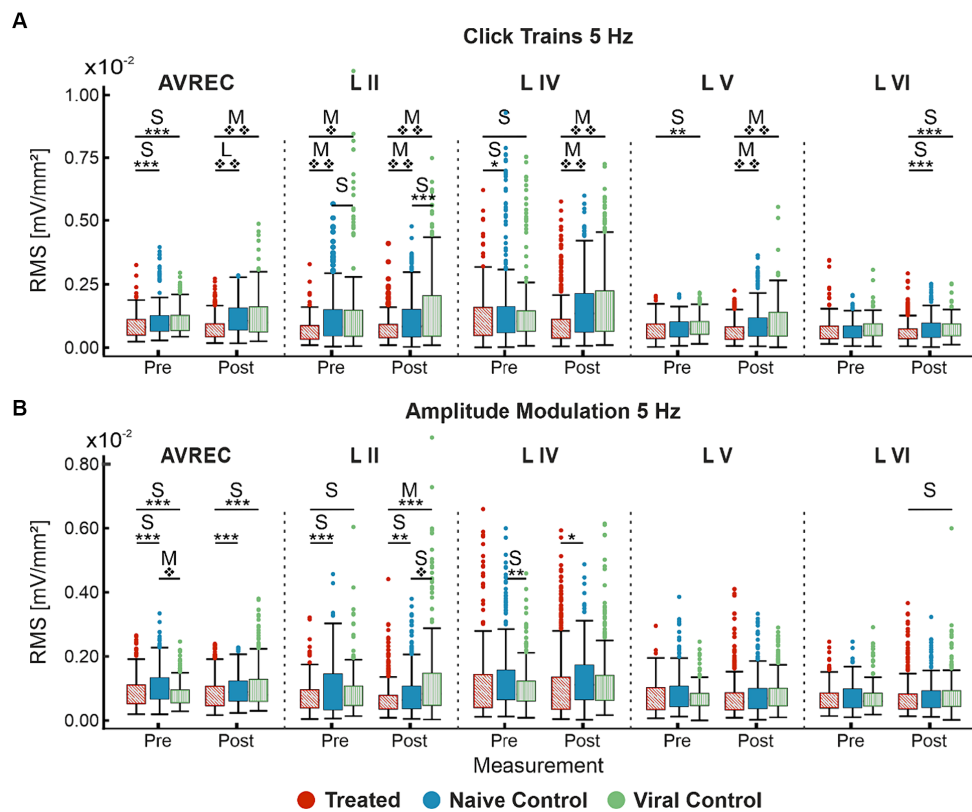 A
Click Trains 5 Hz
x10-2
AVREC L II L IV L V L VI
1.00
0.75
0.50
0.25
0.00
RMS [mV/mm²]
S M M M S M S M S
*** ❖❖ ❖ ❖❖ ❖❖ ** ❖❖ ***
S L M M S M M S
*** ❖❖ ❖❖ ❖❖ * ❖❖ ❖❖ ***
S S
***
Pre Post Pre Post Pre Post Pre Post Pre Post
B
Amplitude Modulation 5 Hz
x10-2
AVREC L II L IV L V L VI
0.80
0.60
0.40
0.20
0.00
RMS [mV/mm²]
S S S M S
*** *** ***
S S S
*** *** *** ** *
M S S
❖ ❖ **
Pre Post Pre Post Pre Post Pre Post Pre Post
Measurement
Treated Naive Control Viral Control